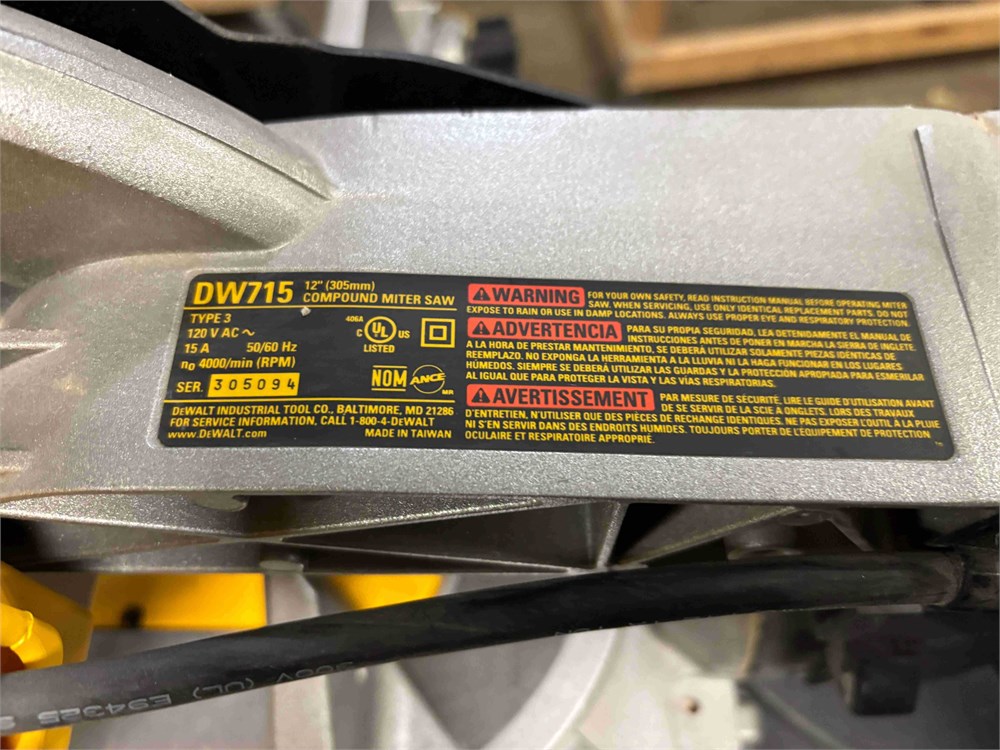 DW715 12" (305mm)
COMPOUND MITER SAW
TYPE 3
120 V AC ~
15 A 50/60 Hz
n0 4000/min (RPM)
SER. 305094
406A
C UL US
LISTED
NOM ANCE
M.R.
DEWALT INDUSTRIAL TOOL CO., BALTIMORE, MD 21286
FOR SERVICE INFORMATION, CALL 1-800-4-DEWALT
www.DEWALT.com MADE IN TAIWAN
WARNING FOR YOUR OWN SAFETY, READ INSTRUCTION MANUAL BEFORE OPERATING MITER
SAW. WHEN SERVICING, USE ONLY IDENTICAL REPLACEMENT PARTS. DO NOT
EXPOSE TO RAIN OR USE IN DAMP LOCATIONS. ALWAYS USE PROPER EYE AND RESPIRATORY PROTECTION.
ADVERTENCIA PARA SU PROPIA SEGURIDAD, LEA DETENIDAMENTE EL MANUAL DE
INSTRUCCIONES ANTES DE PONER EN MARCHA LA SIERRA DE INGLETE.
A LA HORA DE PRESTAR MANTENIMIENTO, SE DEBERÁ UTILIZAR SOLAMENTE PIEZAS IDÉNTICAS DE
REEMPLAZO. NO EXPONGA LA HERRAMIENTA A LA LLUVIA NI LA HAGA FUNCIONAR EN LOS LUGARES
HÚMEDOS. SIEMPRE SE DEBERÁ UTILIZAR LAS GUARDAS Y LA PROTECCIÓN APROPIADA PARA ESMERILAR
AL IGUAL QUE PARA PROTEGER LA VISTA Y LAS VÍAS RESPIRATORIAS.
AVERTISSEMENT PAR MESURE DE SÉCURITÉ, LIRE LE GUIDE D'UTILISATION AVANT
DE SE SERVIR DE LA SCIE A ONGLETS. LORS DES TRAVAUX
D'ENTRETIEN, N'UTILISER QUE DES PIÈCES DE RECHANGE IDENTIQUES. NE PAS EXPOSER L'OUTIL À LA PLUIE
NI S'EN SERVIR DANS DES ENDROITS HUMIDES. TOUJOURS PORTER DE L'ÉQUIPEMENT DE PROTECTION
OCULAIRE ET RESPIRATOIRE APPROPRIÉ.
(UL) E94325